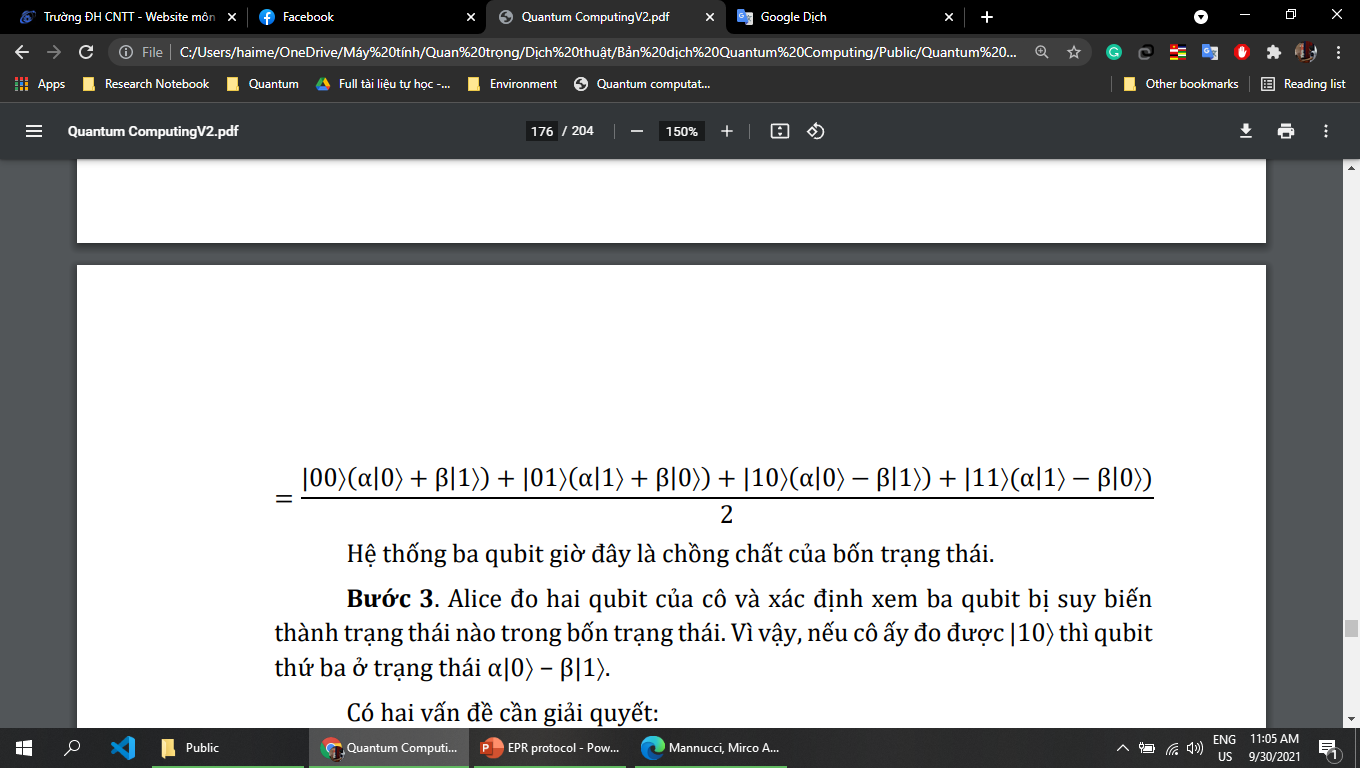 Trường ĐH CNTT - Website môn
Facebook
Quantum ComputingV2.pdf
Google Dịch
File
C:/Users/haime/OneDrive/Máy%20tính/Quan%20trọng/Dịch%20thuật/Bản%20dịch%20Quantum%20Computing/Public/Quantum%20...
Apps
Research Notebook
Quantum
Full tài liệu tự học -...
Environment
Quantum computat...
Other bookmarks
Reading list
Quantum ComputingV2.pdf
176 / 204
150%
= |00⟩(α|0⟩ + β|1⟩) + |01⟩(α|1⟩ + β|0⟩) + |10⟩(α|0⟩ − β|1⟩) + |11⟩(α|1⟩ − β|0⟩)
2
Hệ thống ba qubit giờ đây là chồng chất của bốn trạng thái.
Bước 3. Alice đo hai qubit của cô và xác định xem ba qubit bị suy biến
thành trạng thái nào trong bốn trạng thái. Vì vậy, nếu cô ấy đo được |10⟩ thì qubit
thứ ba ở trạng thái α|0⟩ – β|1⟩.
Có hai vấn đề cần giải quyết:
Public
Quantum Computi...
EPR protocol - Pow...
Mannucci, Mirco A...
ENG
US
11:05 AM
9/30/2021
1